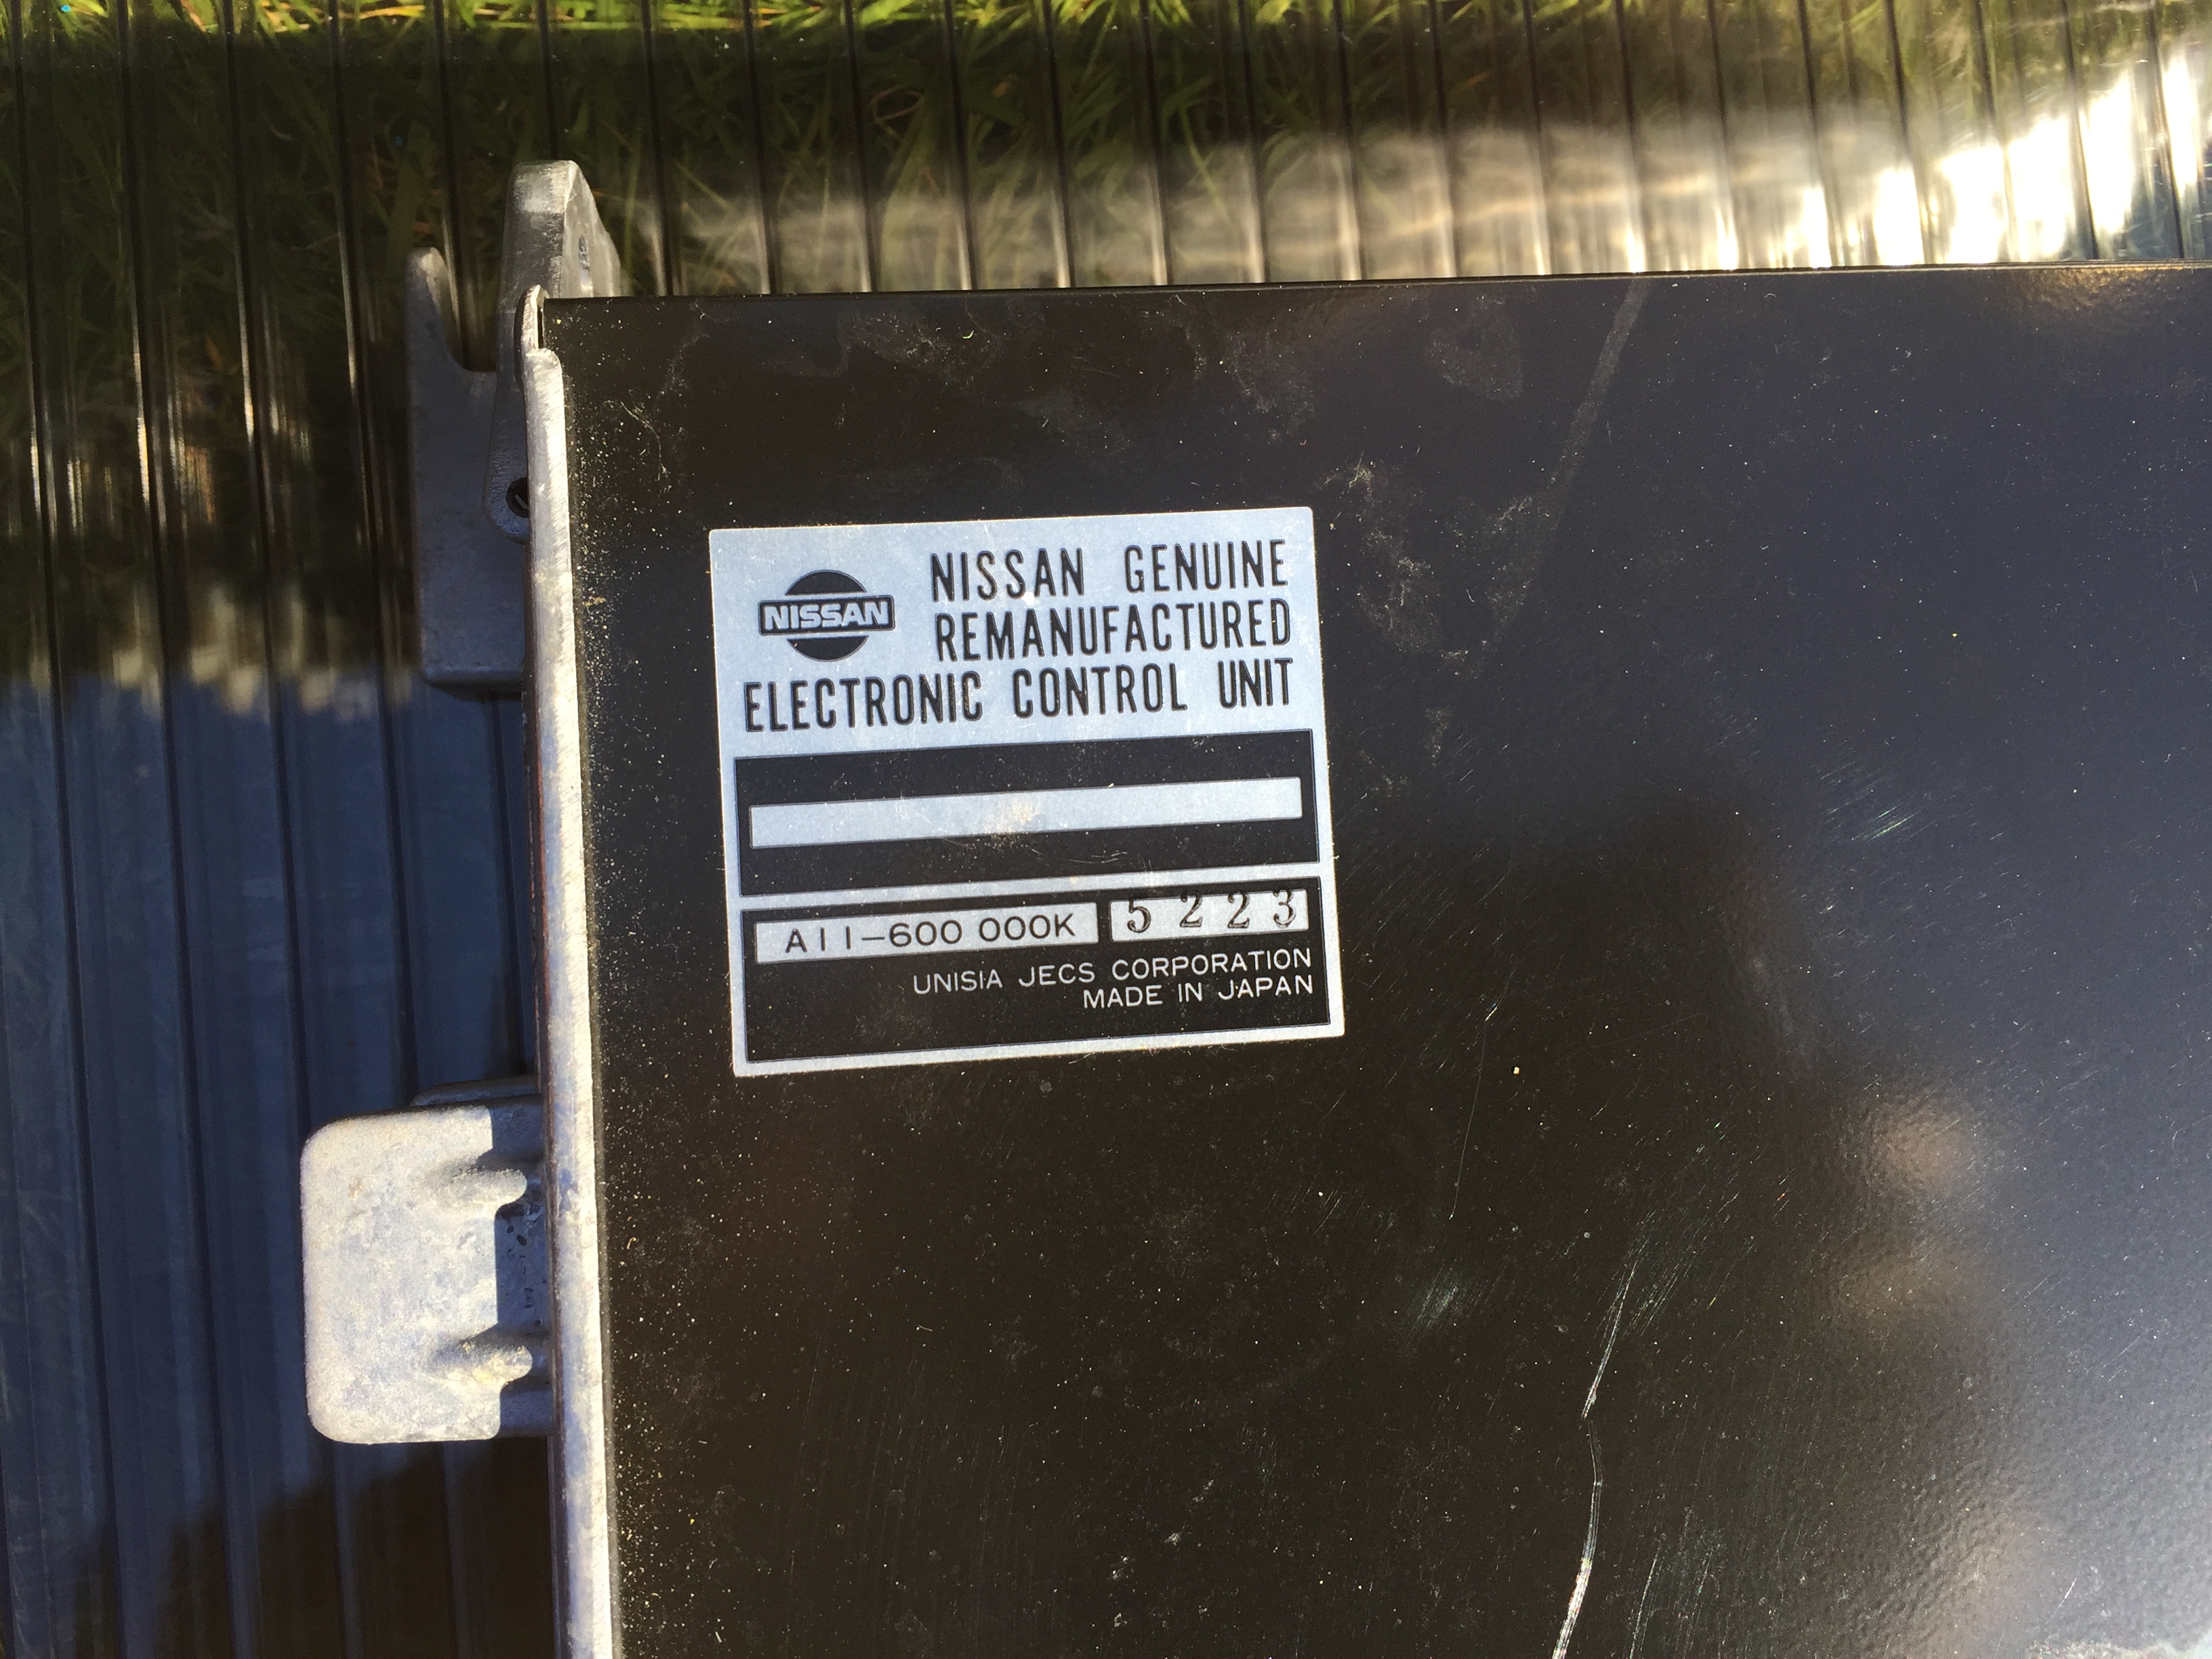 NISSAN GENUINE
NISSAN
REMANUFACTURED
ELECTRONIC CONTROL UNIT
A11-600 000K 5223
UNISIA JECS CORPORATION
MADE IN JAPAN